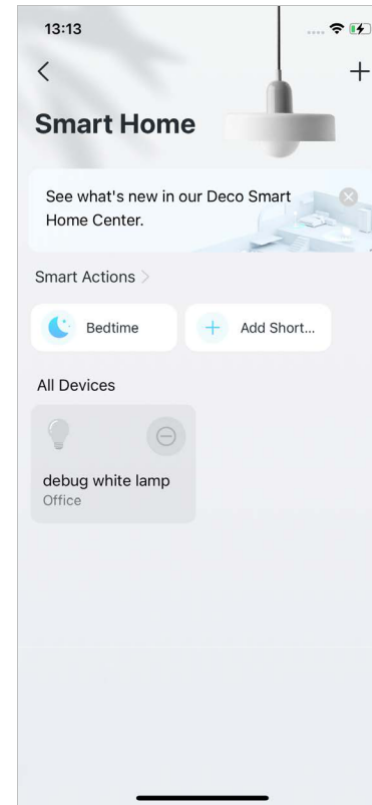 13:13
Smart Home
See what's new in our Deco Smart
Home Center.
Smart Actions >
Bedtime
Add Short...
All Devices
debug white lamp
Office